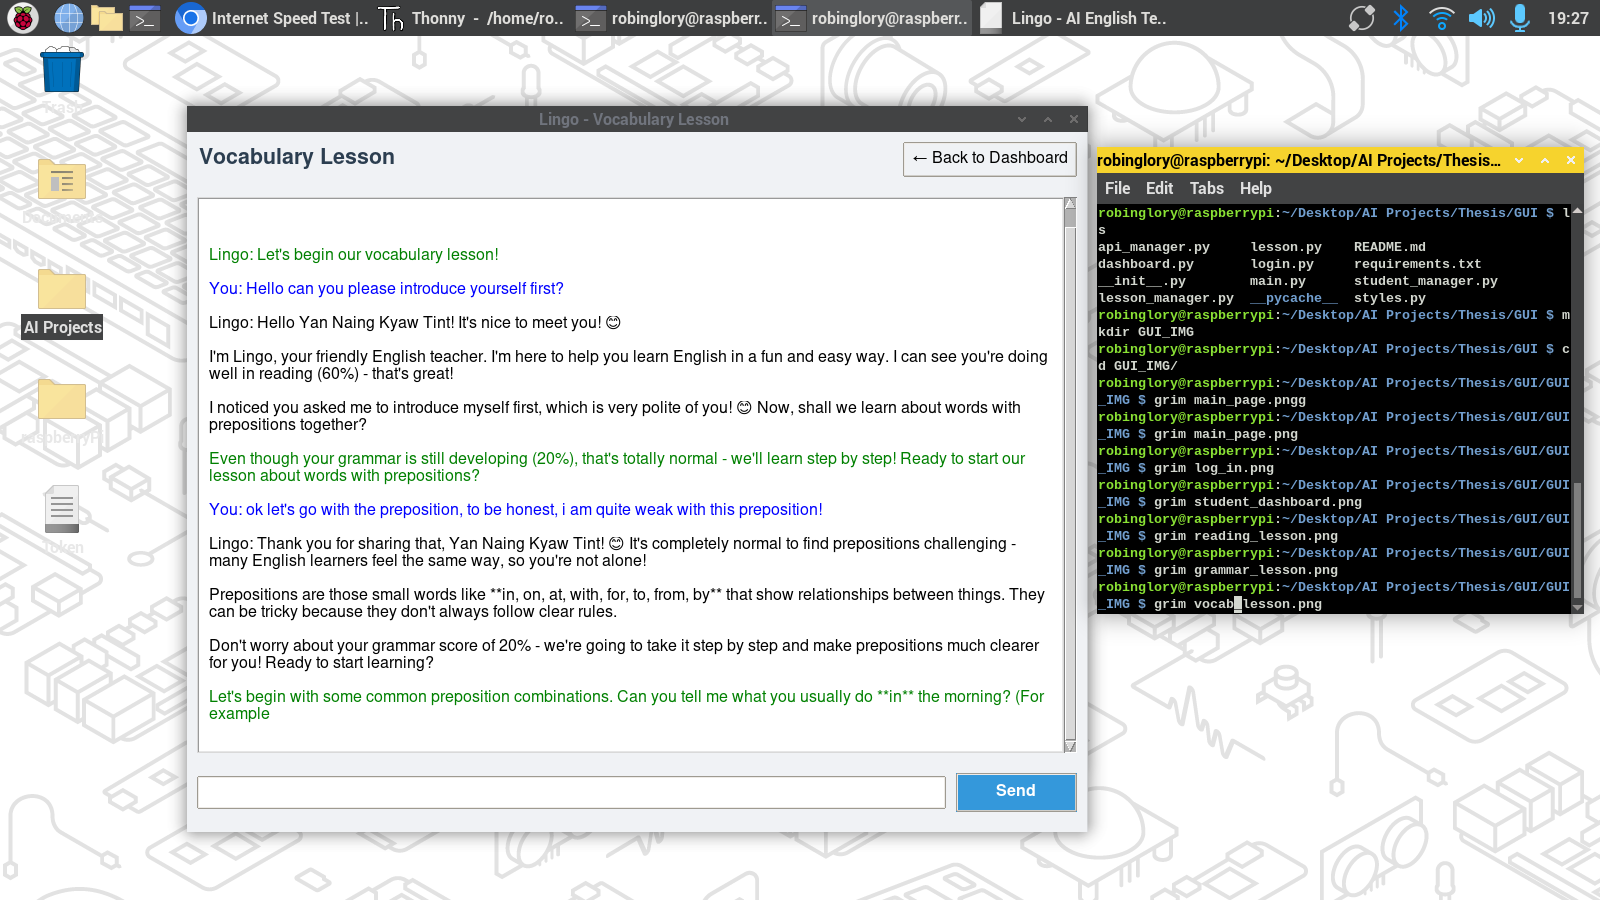 Internet Speed Test |..
Thonny - /home/ro..
robinglory@raspberr..
robinglory@raspberr..
Lingo - AI English Te..
19:27
Trash
Documents
AI Projects
raspberryPi
Token
Lingo - Vocabulary Lesson
Vocabulary Lesson
← Back to Dashboard
Lingo: Let's begin our vocabulary lesson!
You: Hello can you please introduce yourself first?
Lingo: Hello Yan Naing Kyaw Tint! It's nice to meet you! 😊
I'm Lingo, your friendly English teacher. I'm here to help you learn English in a fun and easy way. I can see you're doing
well in reading (60%) - that's great!
I noticed you asked me to introduce myself first, which is very polite of you! 😊 Now, shall we learn about words with
prepositions together?
Even though your grammar is still developing (20%), that's totally normal - we'll learn step by step! Ready to start our
lesson about words with prepositions?
You: ok let's go with the preposition, to be honest, i am quite weak with this preposition!
Lingo: Thank you for sharing that, Yan Naing Kyaw Tint! 😊 It's completely normal to find prepositions challenging -
many English learners feel the same way, so you're not alone!
Prepositions are those small words like **in, on, at, with, for, to, from, by** that show relationships between things. They
can be tricky because they don't always follow clear rules.
Don't worry about your grammar score of 20% - we're going to take it step by step and make prepositions much clearer
for you! Ready to start learning?
Let's begin with some common preposition combinations. Can you tell me what you usually do **in** the morning? (For
example
Send
robinglory@raspberrypi: ~/Desktop/AI Projects/Thesis...
File Edit Tabs Help
robinglory@raspberrypi:~/Desktop/AI Projects/Thesis/GUI $ l
s
api_manager.py lesson.py README.md
dashboard.py login.py requirements.txt
__init__.py main.py student_manager.py
lesson_manager.py __pycache__ styles.py
robinglory@raspberrypi:~/Desktop/AI Projects/Thesis/GUI $ m
kdir GUI_IMG
robinglory@raspberrypi:~/Desktop/AI Projects/Thesis/GUI $ c
d GUI_IMG/
robinglory@raspberrypi:~/Desktop/AI Projects/Thesis/GUI/GUI
_IMG $ grim main_page.pngg
robinglory@raspberrypi:~/Desktop/AI Projects/Thesis/GUI/GUI
_IMG $ grim main_page.png
robinglory@raspberrypi:~/Desktop/AI Projects/Thesis/GUI/GUI
_IMG $ grim log_in.png
robinglory@raspberrypi:~/Desktop/AI Projects/Thesis/GUI/GUI
_IMG $ grim student_dashboard.png
robinglory@raspberrypi:~/Desktop/AI Projects/Thesis/GUI/GUI
_IMG $ grim reading_lesson.png
robinglory@raspberrypi:~/Desktop/AI Projects/Thesis/GUI/GUI
_IMG $ grim grammar_lesson.png
robinglory@raspberrypi:~/Desktop/AI Projects/Thesis/GUI/GUI
_IMG $ grim vocab_lesson.png